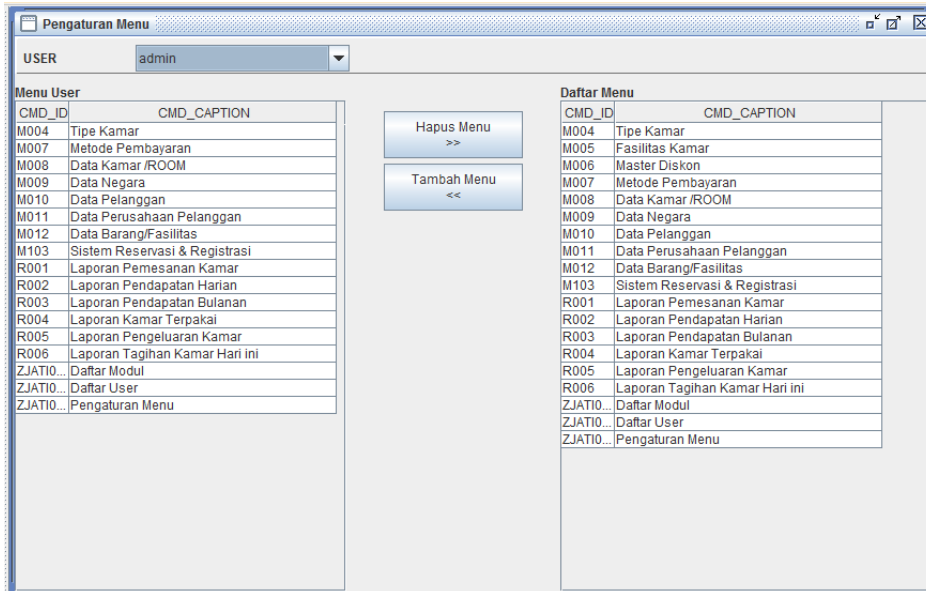 Pengaturan Menu
USER admin
Menu User
CMD_ID CMD_CAPTION
M004 Tipe Kamar
M007 Metode Pembayaran
M008 Data Kamar /ROOM
M009 Data Negara
M010 Data Pelanggan
M011 Data Perusahaan Pelanggan
M012 Data Barang/Fasilitas
M103 Sistem Reservasi & Registrasi
R001 Laporan Pemesanan Kamar
R002 Laporan Pendapatan Harian
R003 Laporan Pendapatan Bulanan
R004 Laporan Kamar Terpakai
R005 Laporan Pengeluaran Kamar
R006 Laporan Tagihan Kamar Hari ini
ZJATI0... Daftar Modul
ZJATI0... Daftar User
ZJATI0... Pengaturan Menu
Hapus Menu
>>
Tambah Menu
<<
Daftar Menu
CMD_ID CMD_CAPTION
M004 Tipe Kamar
M005 Fasilitas Kamar
M006 Master Diskon
M007 Metode Pembayaran
M008 Data Kamar /ROOM
M009 Data Negara
M010 Data Pelanggan
M011 Data Perusahaan Pelanggan
M012 Data Barang/Fasilitas
M103 Sistem Reservasi & Registrasi
R001 Laporan Pemesanan Kamar
R002 Laporan Pendapatan Harian
R003 Laporan Pendapatan Bulanan
R004 Laporan Kamar Terpakai
R005 Laporan Pengeluaran Kamar
R006 Laporan Tagihan Kamar Hari ini
ZJATI0... Daftar Modul
ZJATI0... Daftar User
ZJATI0... Pengaturan Menu